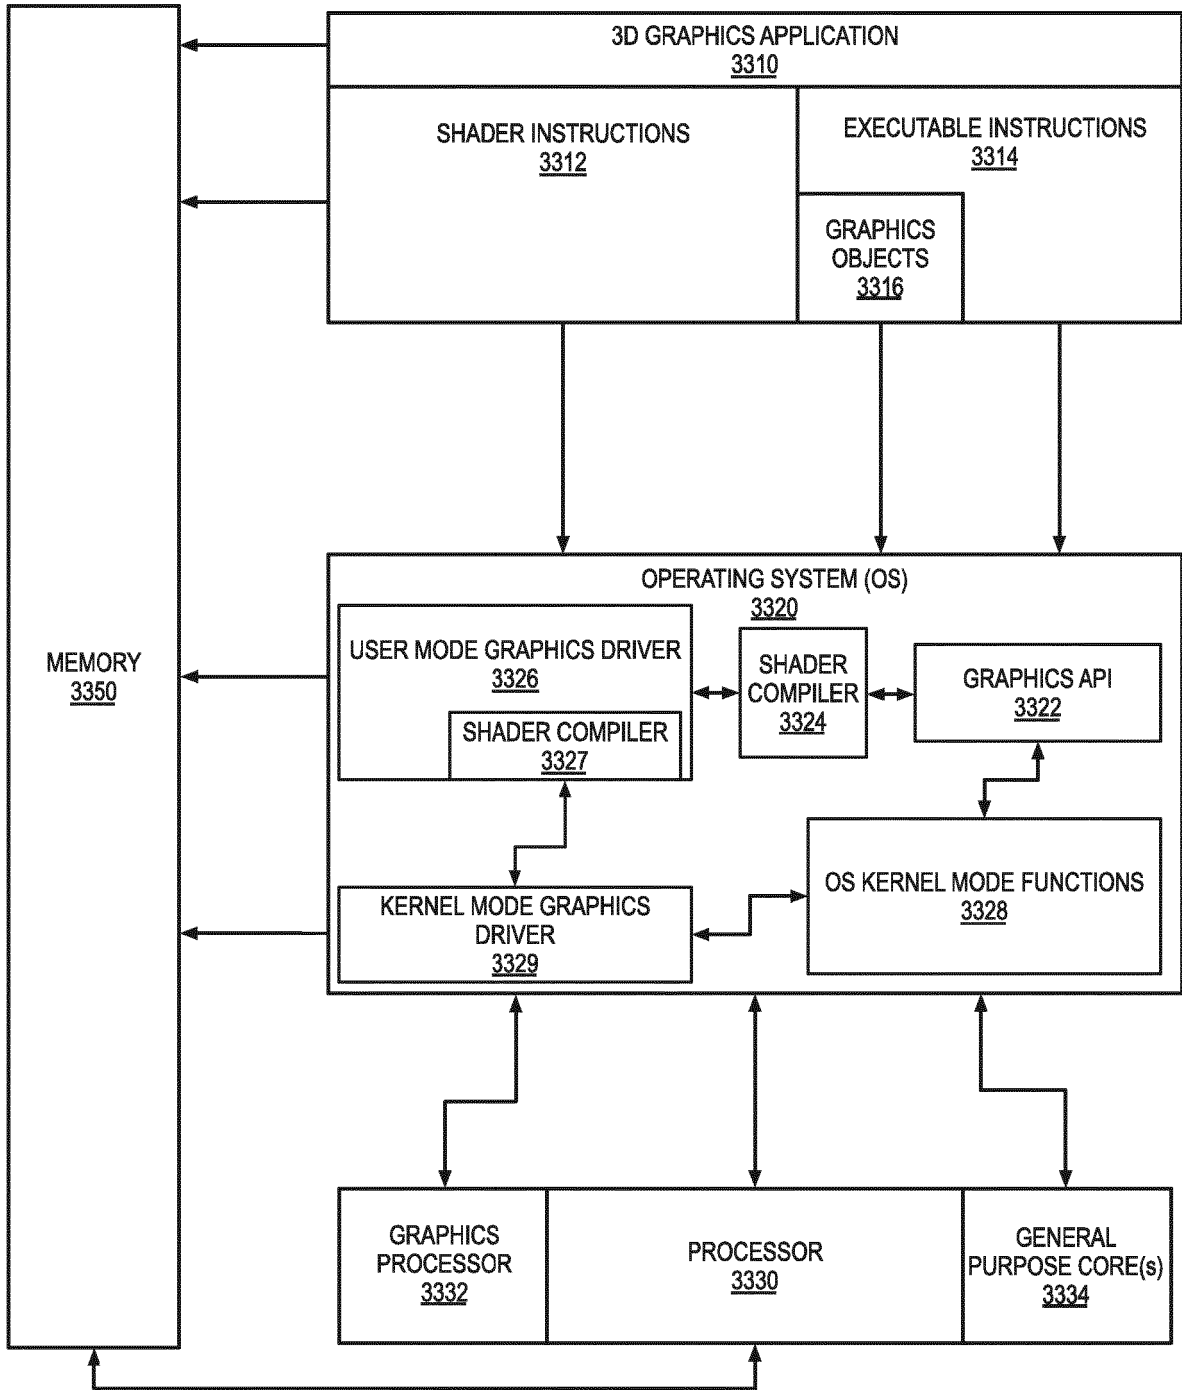 3D GRAPHICS APPLICATION
3310
SHADER INSTRUCTIONS
3312
EXECUTABLE INSTRUCTIONS
3314
GRAPHICS
OBJECTS
3316
MEMORY
3350
OPERATING SYSTEM (OS)
3320
USER MODE GRAPHICS DRIVER
3326
SHADER COMPILER
3327
SHADER
COMPILER
3324
GRAPHICS API
3322
KERNEL MODE GRAPHICS
DRIVER
3329
OS KERNEL MODE FUNCTIONS
3328
GRAPHICS
PROCESSOR
3332
PROCESSOR
3330
GENERAL
PURPOSE CORE(s)
3334